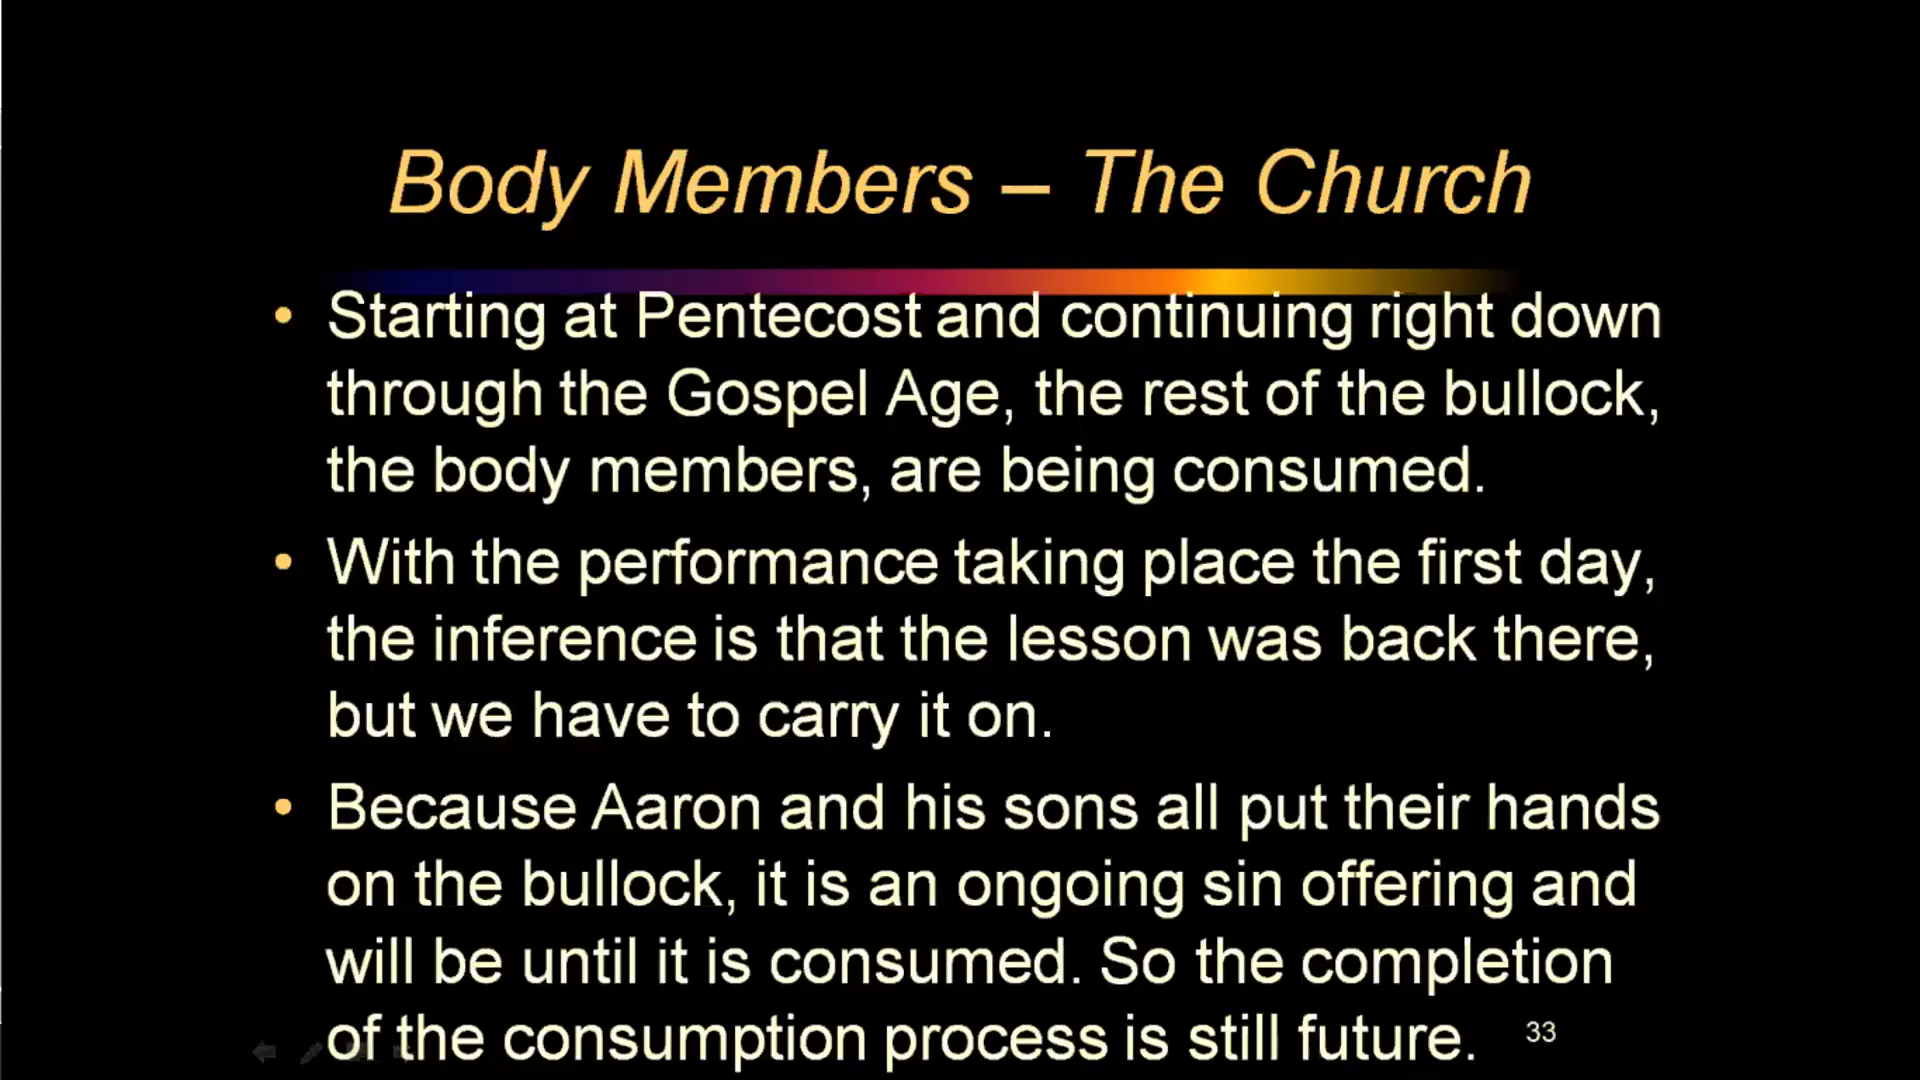 Body Members – The Church
• Starting at Pentecost and continuing right down
through the Gospel Age, the rest of the bullock,
the body members, are being consumed.
• With the performance taking place the first day,
the inference is that the lesson was back there,
but we have to carry it on.
• Because Aaron and his sons all put their hands
on the bullock, it is an ongoing sin offering and
will be until it is consumed. So the completion
of the consumption process is still future.
33